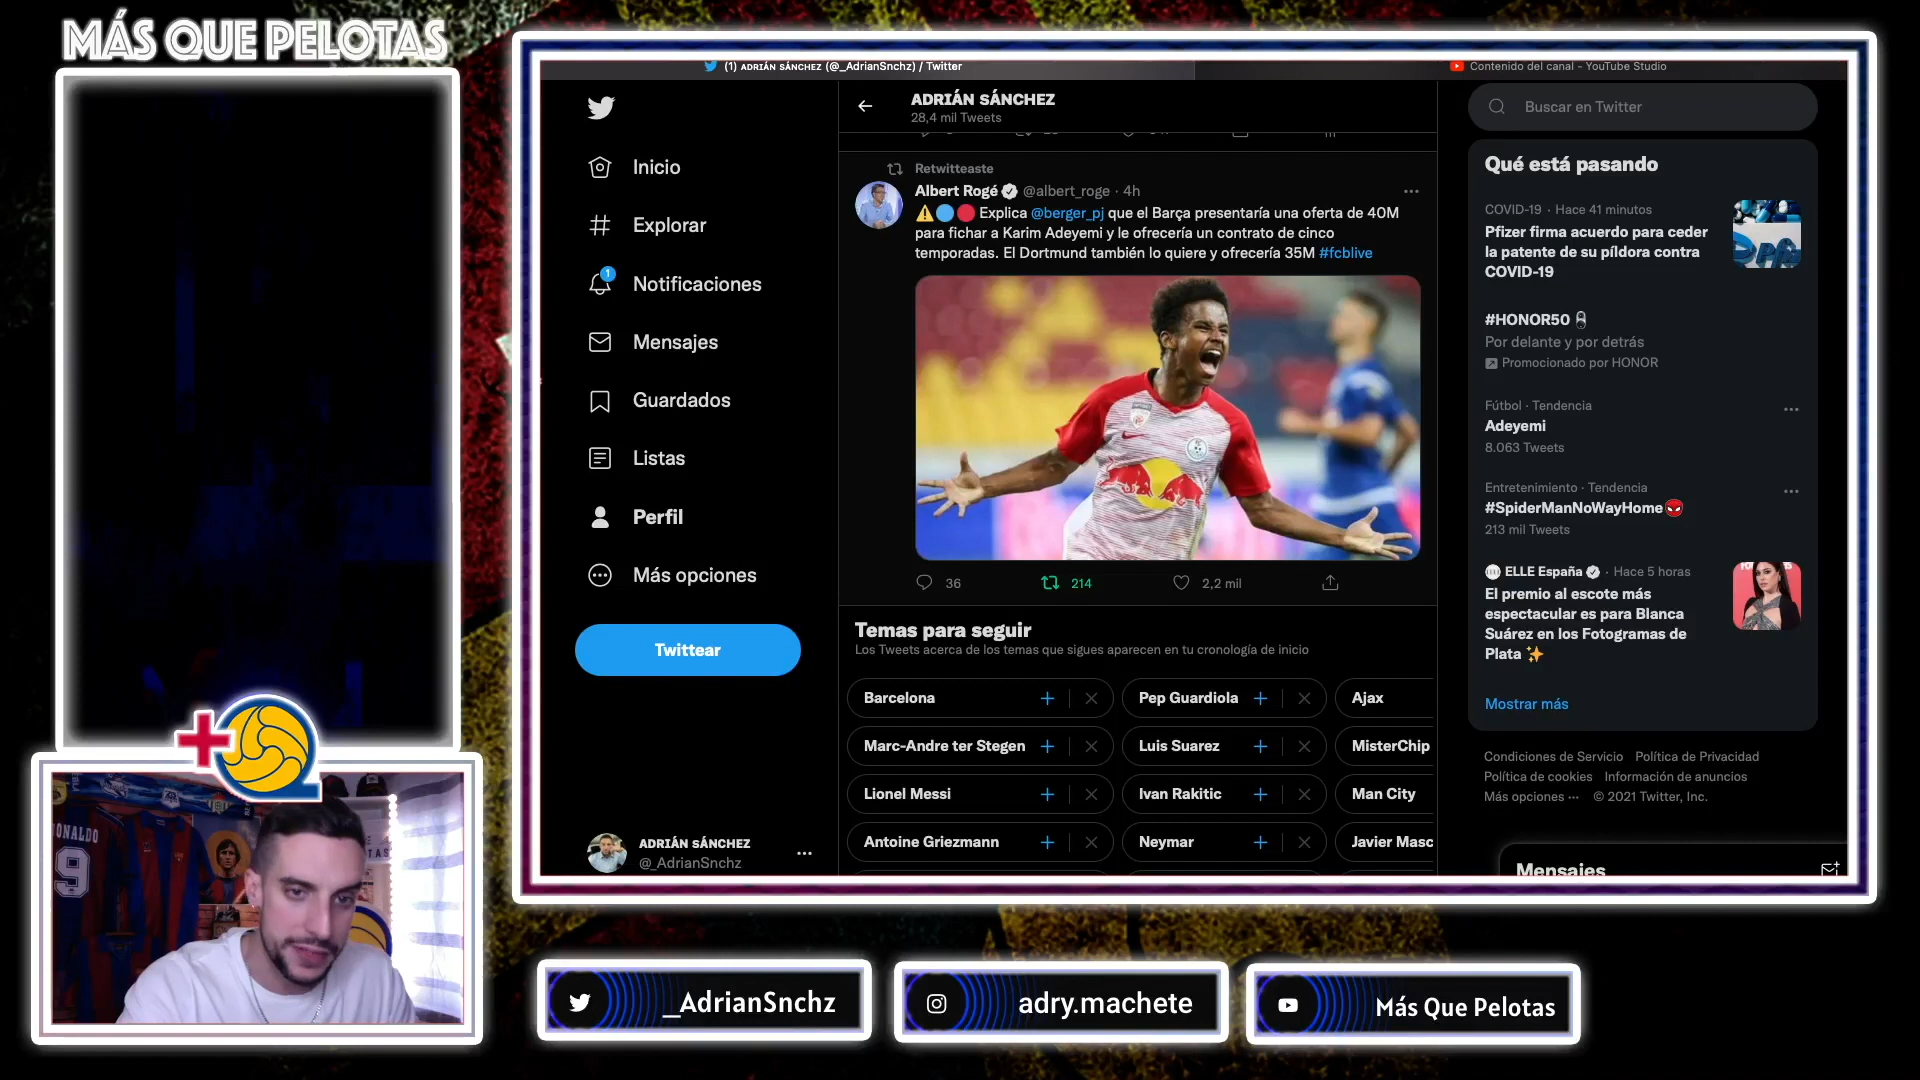 MÁS QUE PELOTAS
(1) ADRIÁN SÁNCHEZ (@_AdrianSnchz) / Twitter
Contenido del canal - YouTube Studio
Inicio
Explorar
1
Notificaciones
Mensajes
Guardados
Listas
Perfil
Más opciones
Twittear
ADRIÁN SÁNCHEZ
@_AdrianSnchz
ADRIÁN SÁNCHEZ
28,4 mil Tweets
Retwitteaste
Albert Rogé @albert_roge · 4h
⚠️🔵🔴 Explica @berger_pj que el Barça presentaría una oferta de 40M
para fichar a Karim Adeyemi y le ofrecería un contrato de cinco
temporadas. El Dortmund también lo quiere y ofrecería 35M #fcblive
36
214
2,2 mil
Temas para seguir
Los Tweets acerca de los temas que sigues aparecen en tu cronología de inicio
Barcelona
Pep Guardiola
Ajax
Marc-Andre ter Stegen
Luis Suarez
MisterChip
Lionel Messi
Ivan Rakitic
Man City
Antoine Griezmann
Neymar
Javier Masc
Buscar en Twitter
Qué está pasando
COVID-19 · Hace 41 minutos
Pfizer firma acuerdo para ceder
la patente de su píldora contra
COVID-19
#HONOR50
Por delante y por detrás
Promocionado por HONOR
Fútbol · Tendencia
Adeyemi
8.063 Tweets
Entretenimiento · Tendencia
#SpiderManNoWayHome
213 mil Tweets
ELLE España · Hace 5 horas
El premio al escote más
espectacular es para Blanca
Suárez en los Fotogramas de
Plata ✨
Mostrar más
Condiciones de Servicio Política de Privacidad
Política de cookies Información de anuncios
Más opciones ··· © 2021 Twitter, Inc.
Mensajes
ONALDO
9
_AdrianSnchz
adry.machete
Más Que Pelotas